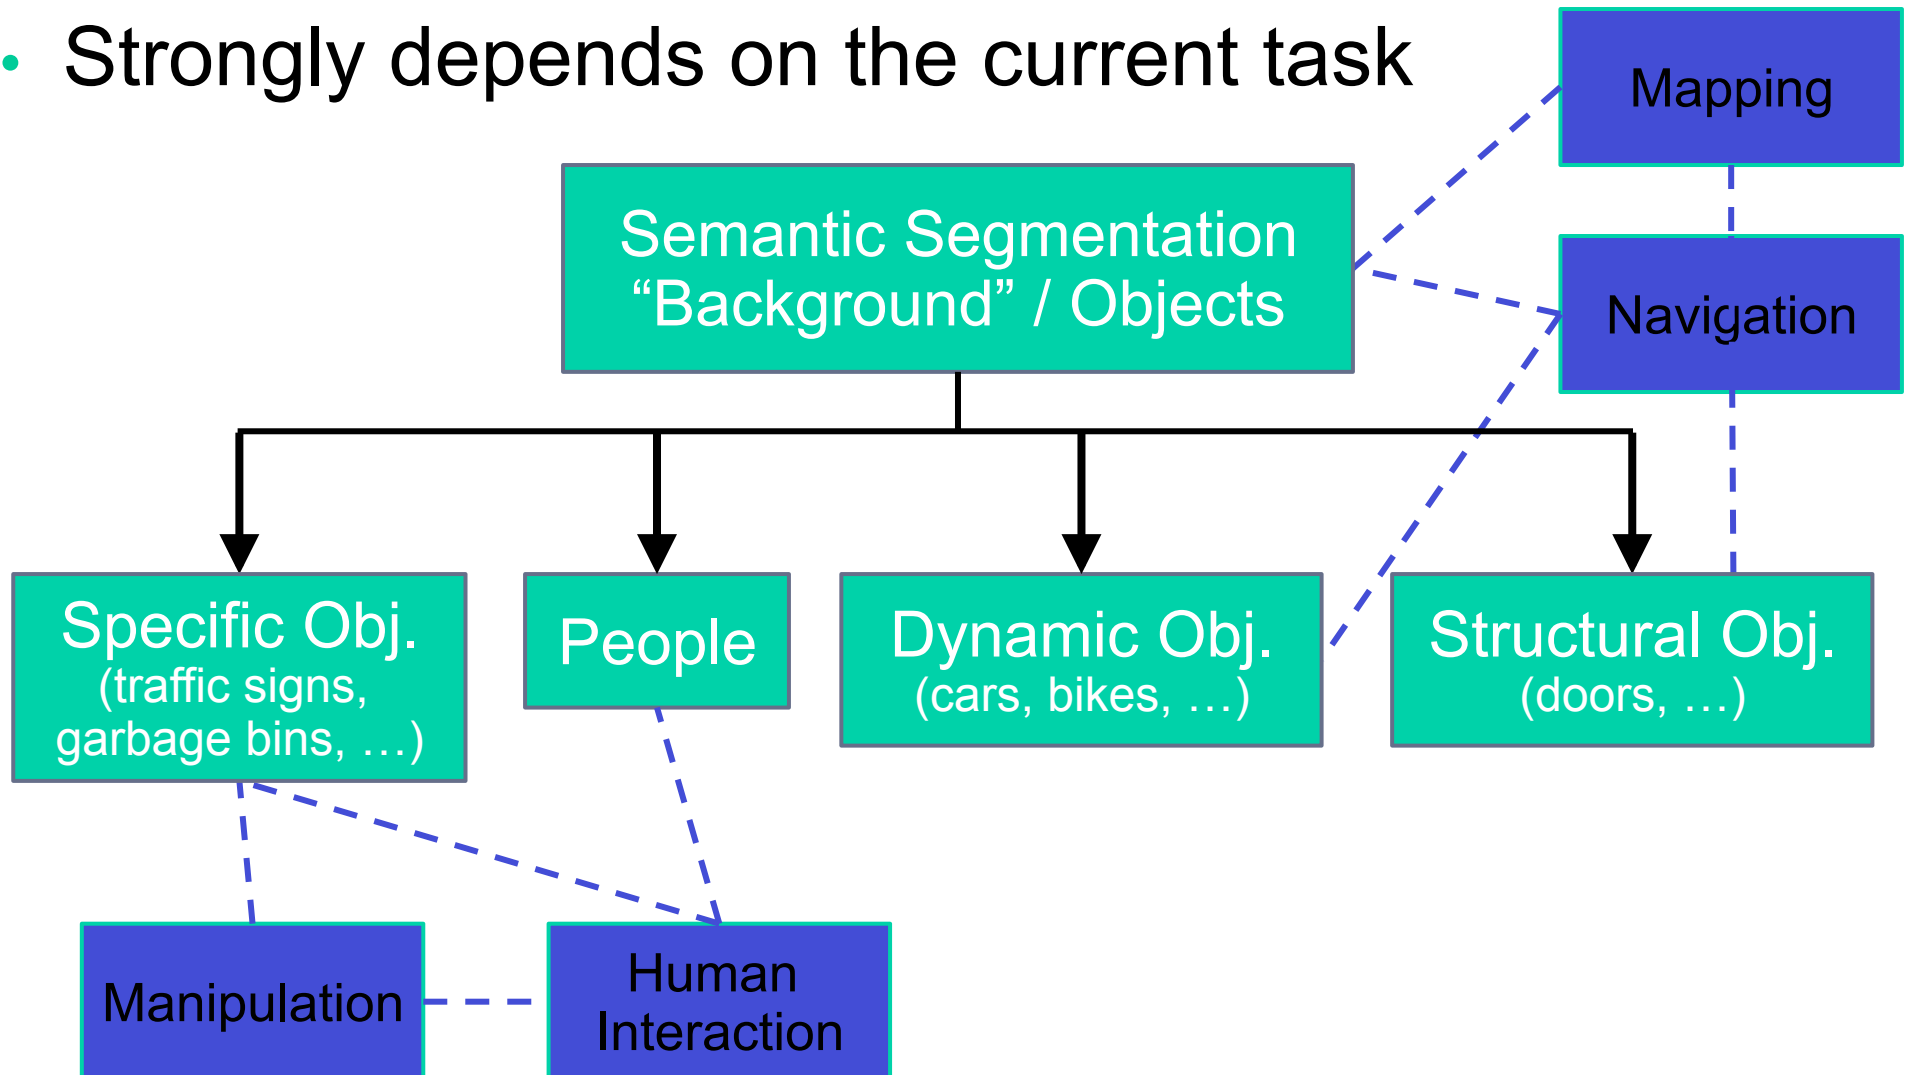 • Strongly depends on the current task
Mapping
Semantic Segmentation
“Background” / Objects
Navigation
Specific Obj.
(traffic signs,
garbage bins, …)
People
Dynamic Obj.
(cars, bikes, …)
Structural Obj.
(doors, …)
Manipulation
Human
Interaction